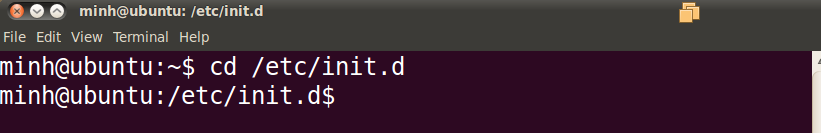 minh@ubuntu: /etc/init.d
File Edit View Terminal Help
minh@ubuntu:~$ cd /etc/init.d
minh@ubuntu:/etc/init.d$